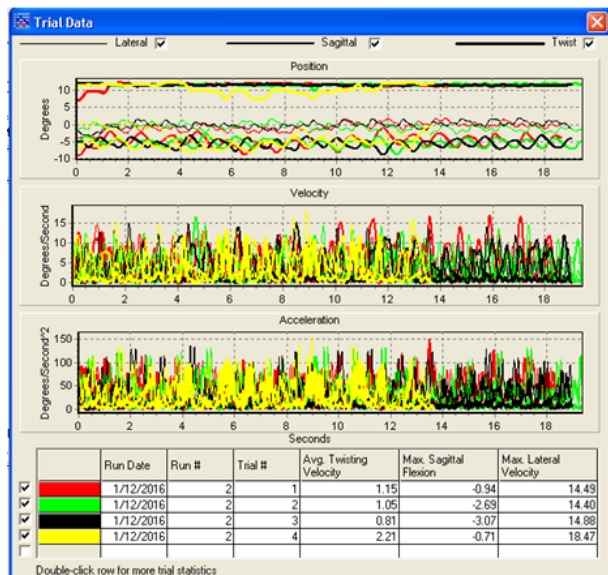 Trial Data
Lateral Sagittal Twist
Position
Degrees
10
5
0
-5
-10
0 2 4 6 8 10 12 14 16 18
Velocity
Degrees/Second
15
10
5
0
0 2 4 6 8 10 12 14 16 18
Acceleration
Degrees/Second^2
150
100
50
0
0 2 4 6 8 10 12 14 16 18
Seconds
Run Date Run # Trial # Avg. Twisting Velocity Max. Sagittal Flexion Max. Lateral Velocity
1/12/2016 2 1 1.15 -0.94 14.49
1/12/2016 2 2 1.05 -2.69 14.40
1/12/2016 2 3 0.81 -3.07 14.88
1/12/2016 2 4 2.21 -0.71 18.47
Double-click row for more trial statistics